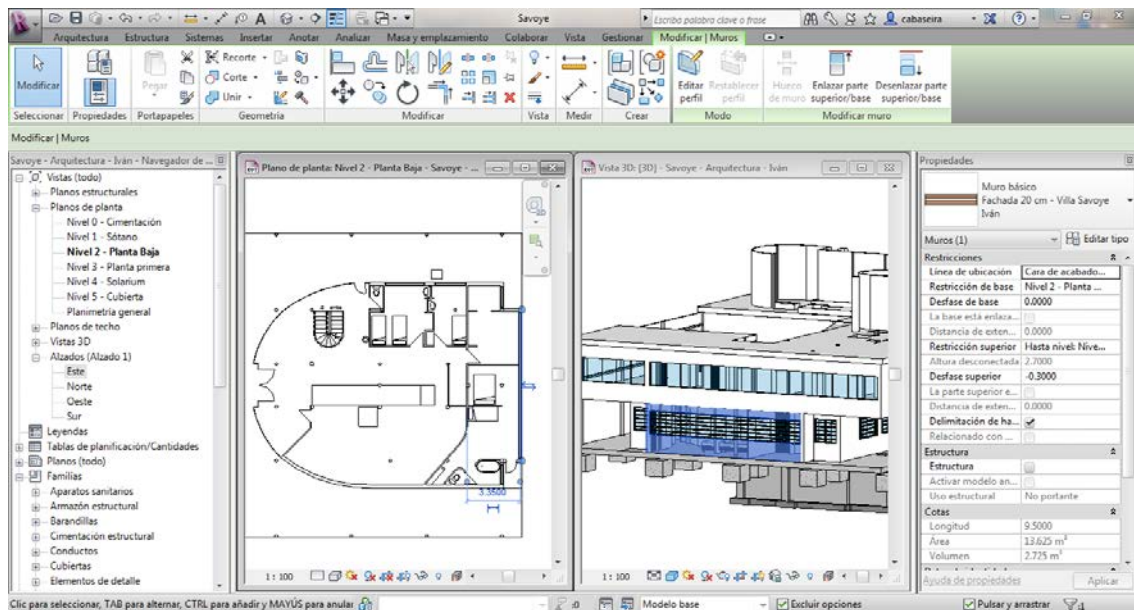 Savoye
Escriba palabra clave o frase
cabaseira
Arquitectura Estructura Sistemas Insertar Anotar Analizar Masa y emplazamiento Colaborar Vista Gestionar Modificar | Muros
Modificar
Pegar
Recorte
Corte
Unir
Editar perfil
Restablecer perfil
Hueco de muro
Enlazar parte superior/base
Desenlazar parte superior/base
Seleccionar Propiedades Portapapeles Geometría Modificar Vista Medir Crear Modo Modificar muro
Modificar | Muros
Savoye - Arquitectura - Iván - Navegador de ...
Vistas (todo)
Planos estructurales
Planos de planta
Nivel 0 - Cimentación
Nivel 1 - Sótano
Nivel 2 - Planta Baja
Nivel 3 - Planta primera
Nivel 4 - Solarium
Nivel 5 - Cubierta
Planimetría general
Planos de techo
Vistas 3D
Alzados (Alzado 1)
Este
Norte
Oeste
Sur
Leyendas
Tablas de planificación/Cantidades
Planos (todo)
Familias
Aparatos sanitarios
Armazón estructural
Barandillas
Cimentación estructural
Conductos
Cubiertas
Elementos de detalle
Plano de planta: Nivel 2 - Planta Baja - Savoye - ...
3.3500
1 : 100
Vista 3D: {3D} - Savoye - Arquitectura - Iván
1 : 100
Propiedades
Muro básico
Fachada 20 cm - Villa Savoye
Iván
Muros (1) Editar tipo
Restricciones
Línea de ubicación Cara de acabado...
Restricción de base Nivel 2 - Planta ...
Desfase de base 0.0000
La base está enlaza...
Distancia de exten... 0.0000
Restricción superior Hasta nivel: Nive...
Altura desconectada 2.7000
Desfase superior -0.3000
La parte superior e...
Distancia de exten... 0.0000
Delimitación de ha...
Relacionado con ...
Estructura
Estructura
Activar modelo an...
Uso estructural No portante
Cotas
Longitud 9.5000
Área 13.625 m²
Volumen 2.725 m³
Ayuda de propiedades Aplicar
Clic para seleccionar, TAB para alternar, CTRL para añadir y MAYÚS para anular :0 Modelo base Excluir opciones Pulsar y arrastrar